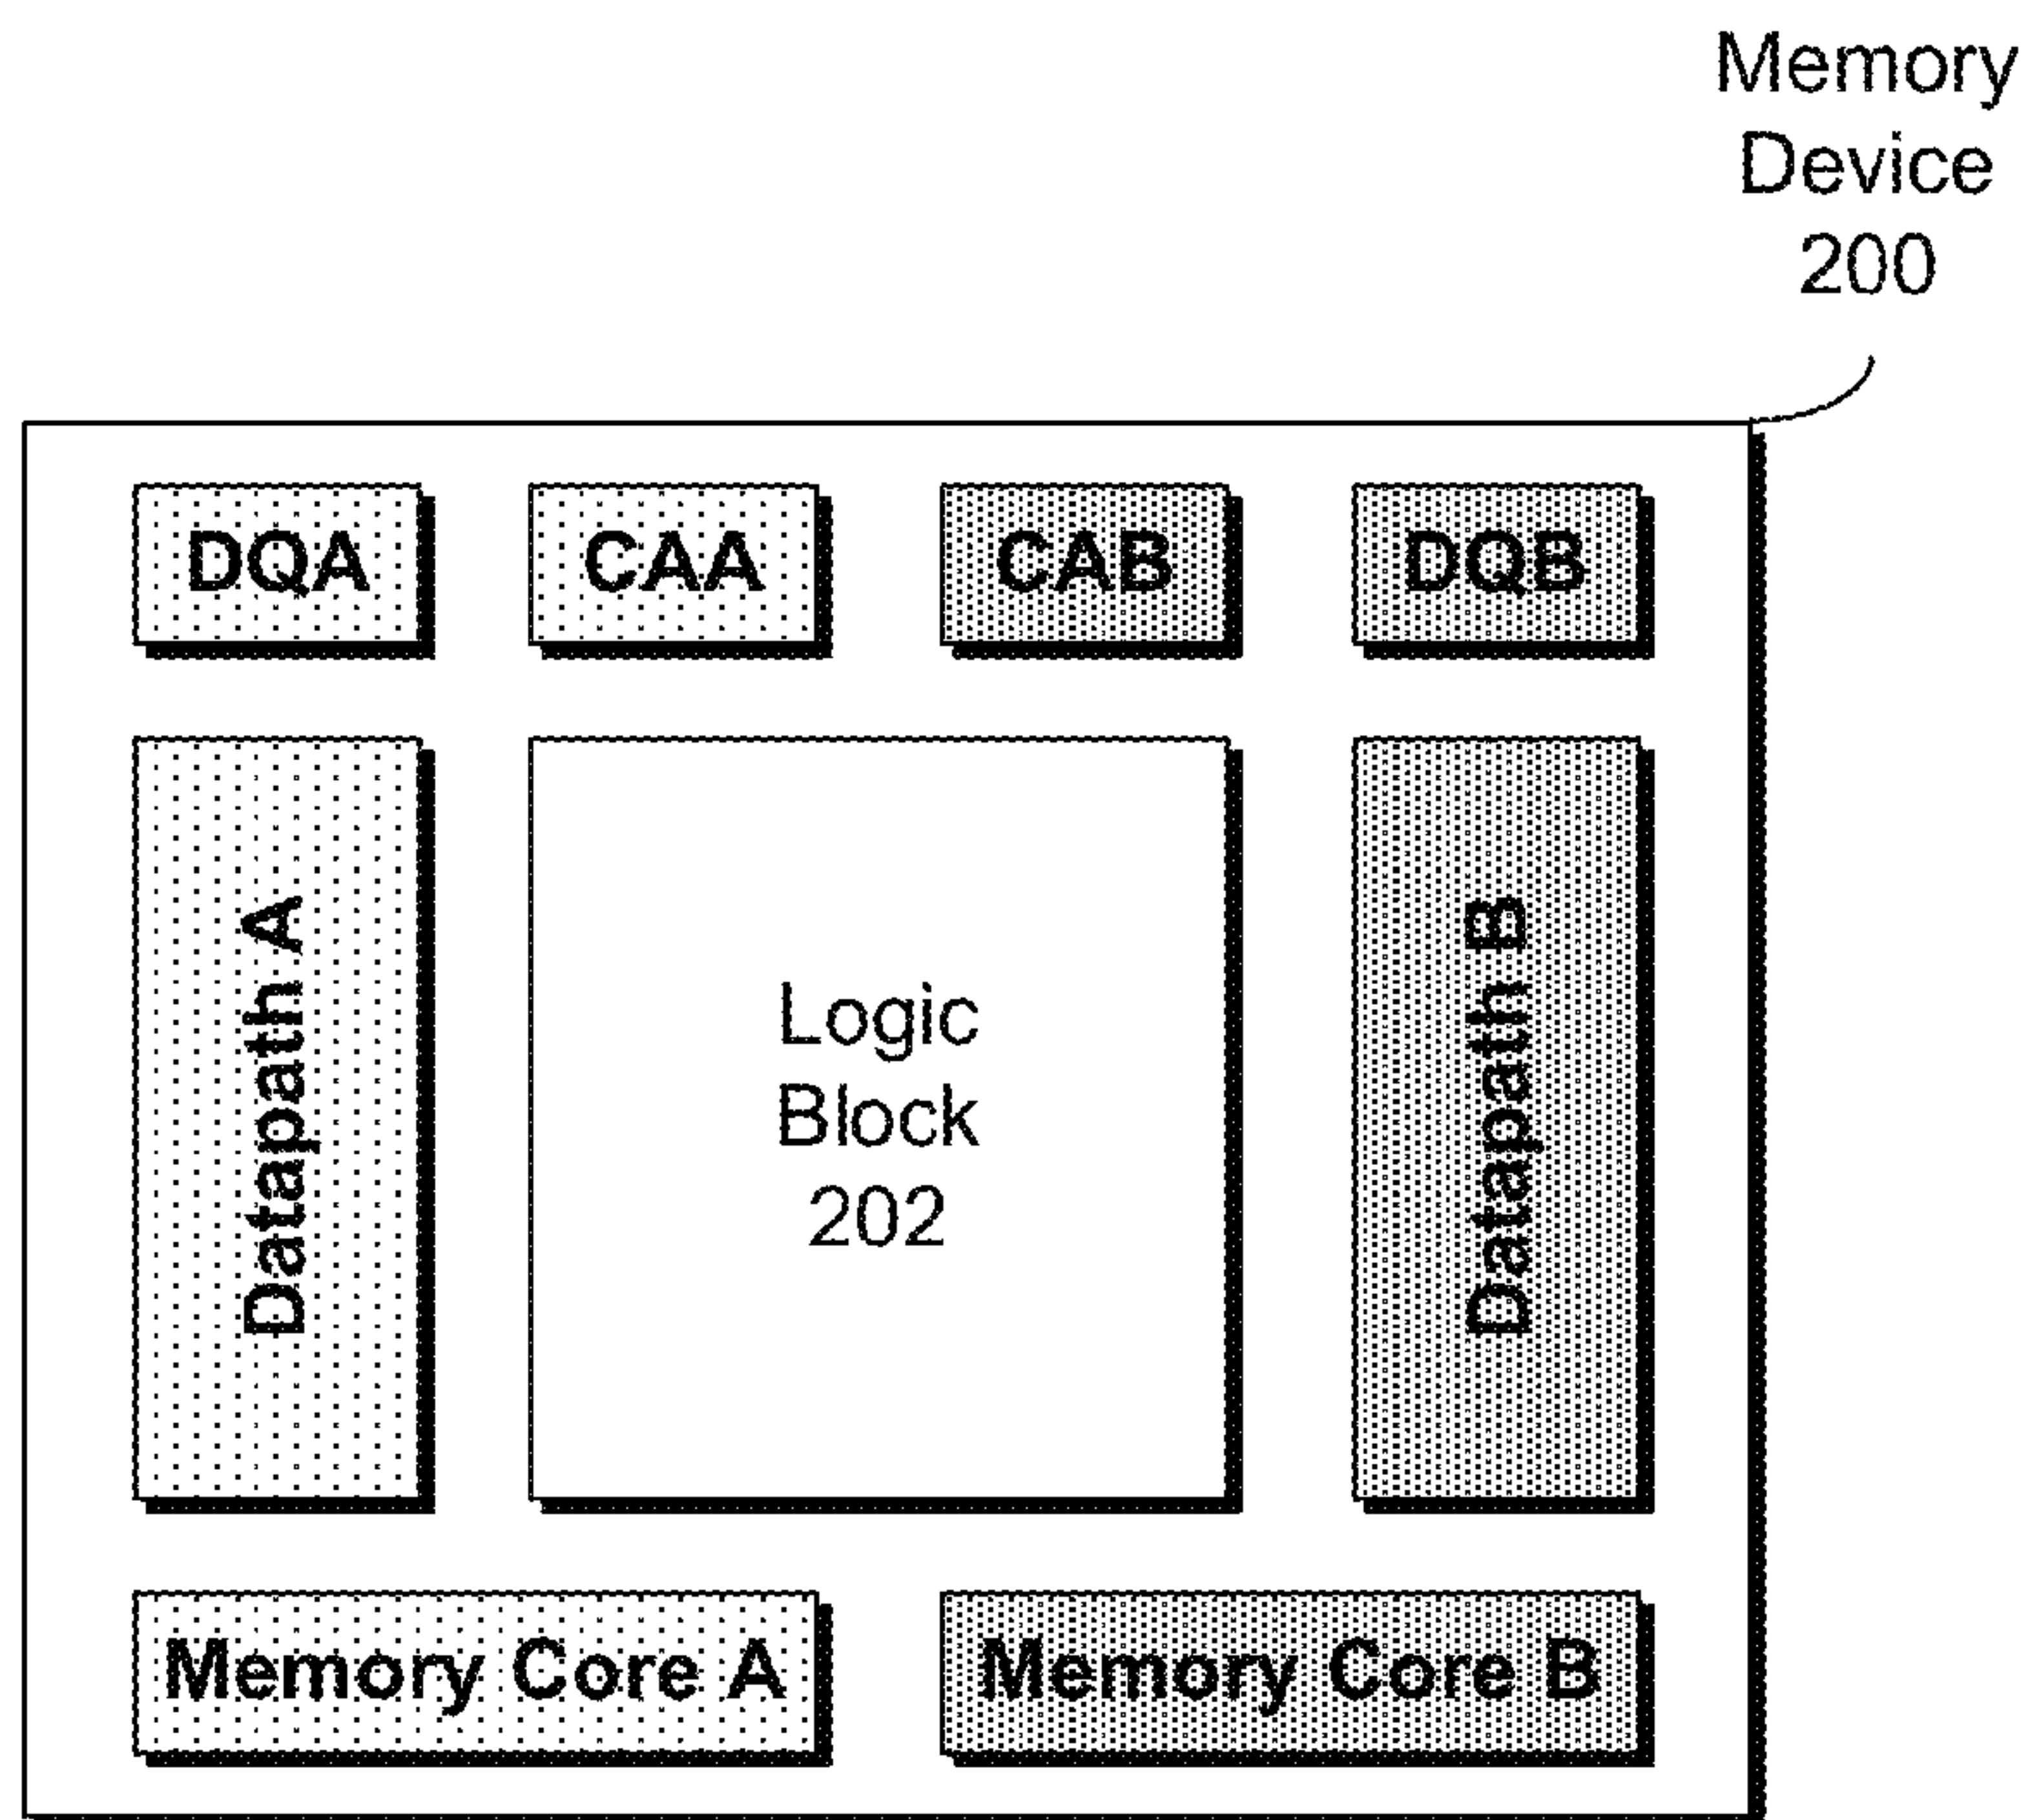 Memory
Device
200
DQA
CAA
CAB
DQB
Datapath A
Logic
Block
202
Datapath B
Memory Core A
Memory Core B